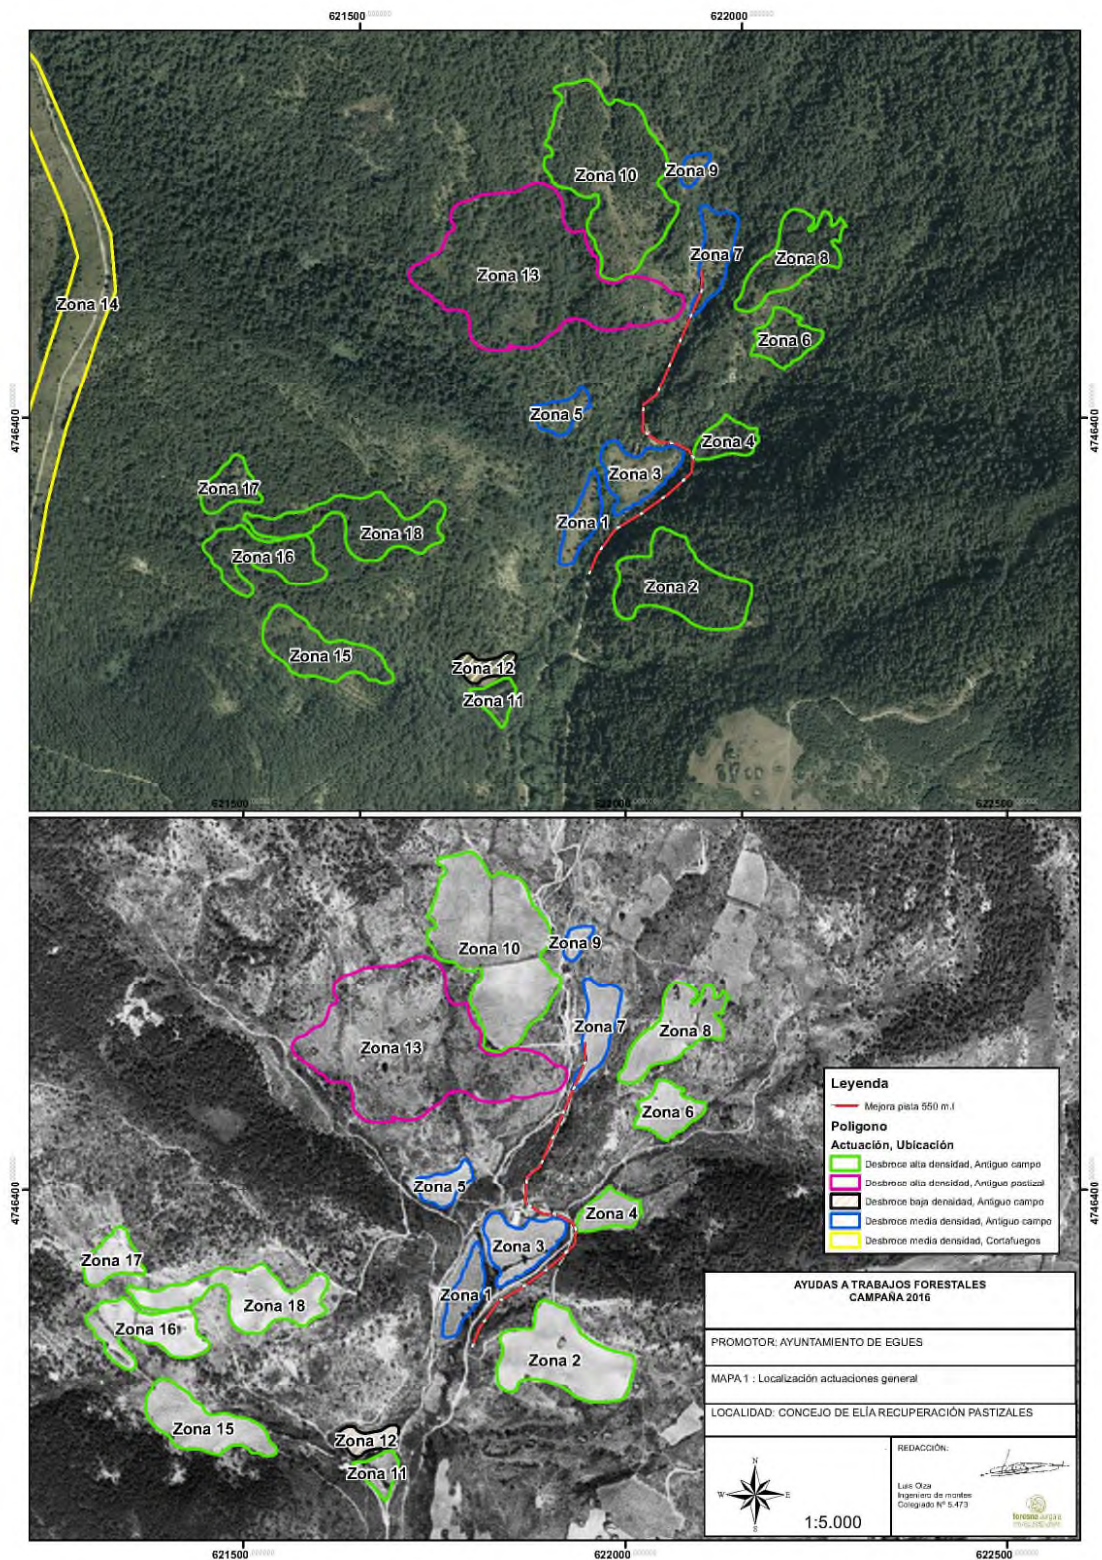 621500
622000
Zona 10
Zona 9
Zona 7
Zona 8
Zona 13
Zona 14
Zona 6
4746400
4746400
Zona 5
Zona 4
Zona 3
Zona 17
Zona 1
Zona 18
Zona 16
Zona 2
Zona 15
Zona 12
Zona 11
621500
622000
622500
Zona 10
Zona 9
Zona 7
Zona 8
Zona 13
Zona 6
4746400
4746400
Zona 5
Zona 4
Zona 3
Zona 17
Zona 1
Zona 18
Zona 16
Zona 2
Zona 15
Zona 12
Zona 11
Leyenda
Mejora pista 550 m.l
Poligono
Actuación, Ubicación
Desbroce alta densidad, Antiguo campo
Desbroce alta densidad, Antiguo pastizal
Desbroce baja densidad, Antiguo campo
Desbroce media densidad, Antiguo campo
Desbroce media densidad, Cortafuegos
AYUDAS A TRABAJOS FORESTALES
CAMPAÑA 2016
PROMOTOR: AYUNTAMIENTO DE EGUES
MAPA 1 : Localización actuaciones general
LOCALIDAD: CONCEJO DE ELÍA RECUPERACIÓN PASTIZALES
N
W E
S
1:5.000
REDACCIÓN:
Luis Olza
Ingeniero de montes
Colegiado Nº 5.473
621500
622000
622500